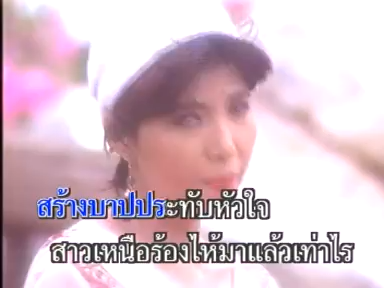 สร้างบาปประทับหัวใจ
สาวเหนือร้องไห้มาแล้วเท่าไร